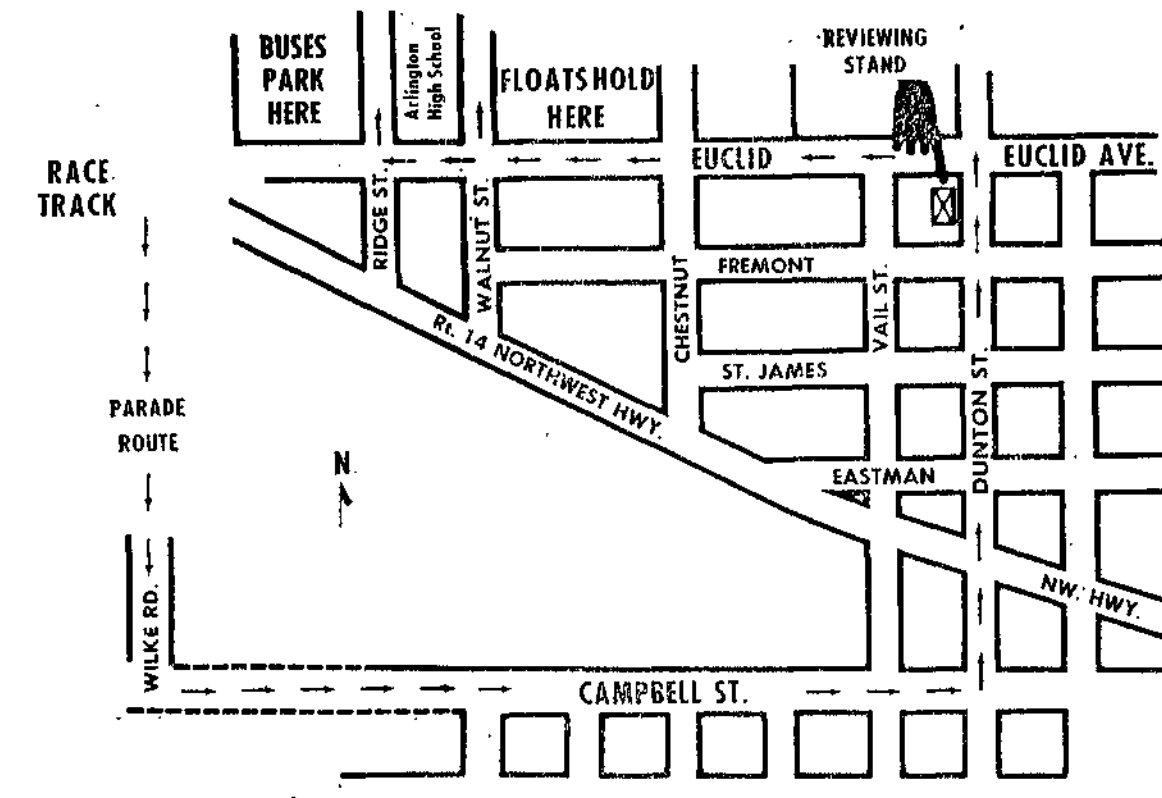 BUSES
PARK
HERE
Arlington
High School
FLOATS HOLD
HERE
REVIEWING
STAND
RACE
TRACK
EUCLID
EUCLID AVE.
RIDGE ST.
WALNUT ST.
CHESTNUT
FREMONT
VAIL ST.
Rt. 14 NORTHWEST HWY.
ST. JAMES
DUNTON ST.
PARADE
ROUTE
N
EASTMAN
NW. HWY.
WILKE RD.
CAMPBELL ST.